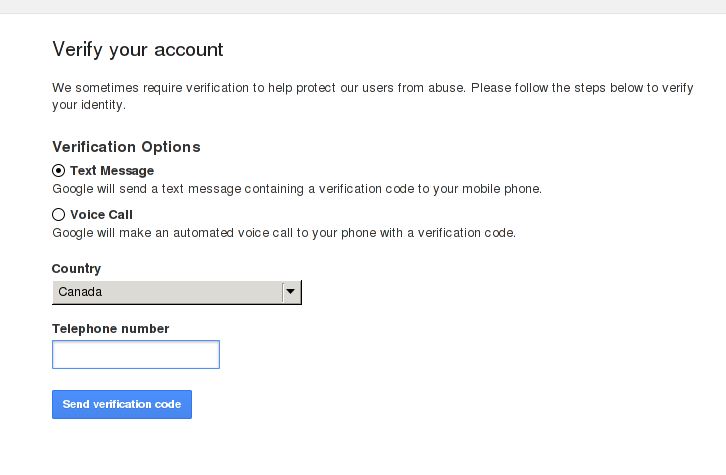 Verify your account
We sometimes require verification to help protect our users from abuse. Please follow the steps below to verify
your identity.
Verification Options
Text Message
Google will send a text message containing a verification code to your mobile phone.
Voice Call
Google will make an automated voice call to your phone with a verification code.
Country
Canada
Telephone number
Send verification code